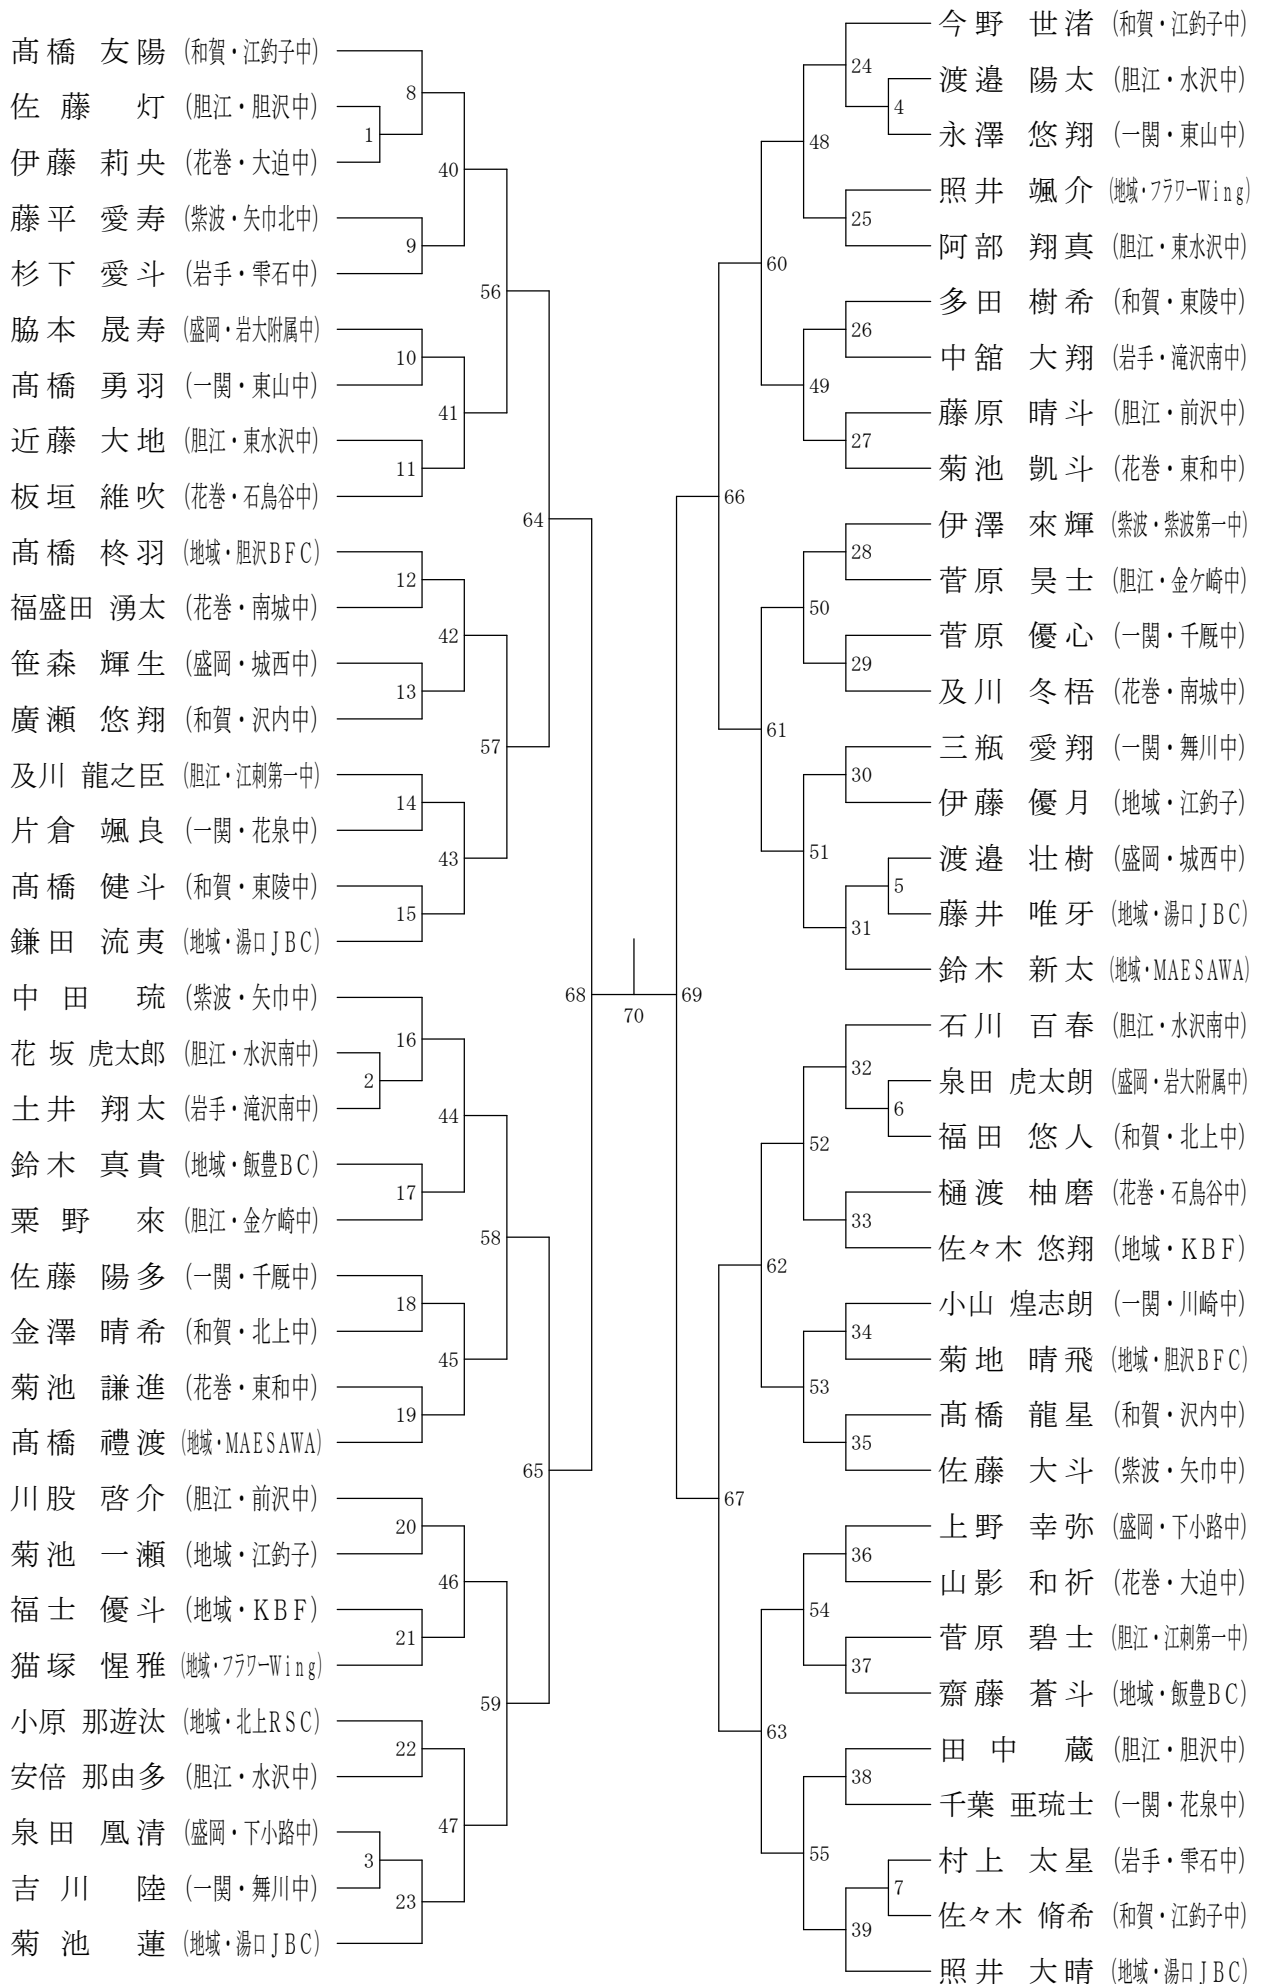 髙橋 友陽 (和賀・江釣子中)
佐藤 灯 (胆江・胆沢中)
伊藤 莉央 (花巻・大迫中)
藤平 愛寿 (紫波・矢巾北中)
杉下 愛斗 (岩手・雫石中)
脇本 晟寿 (盛岡・岩大附属中)
髙橋 勇羽 (一関・東山中)
近藤 大地 (胆江・東水沢中)
板垣 維吹 (花巻・石鳥谷中)
髙橋 柊羽 (地域・胆沢BFC)
福盛田 湧太 (花巻・南城中)
笹森 輝生 (盛岡・城西中)
廣瀬 悠翔 (和賀・沢内中)
及川 龍之臣 (胆江・江刺第一中)
片倉 颯良 (一関・花泉中)
髙橋 健斗 (和賀・東陵中)
鎌田 流夷 (地域・湯口JBC)
中田 琉 (紫波・矢巾中)
花坂 虎太郎 (胆江・水沢南中)
土井 翔太 (岩手・滝沢南中)
鈴木 真貴 (地域・飯豊BC)
粟野 來 (胆江・金ケ崎中)
佐藤 陽多 (一関・千厩中)
金澤 晴希 (和賀・北上中)
菊池 謙進 (花巻・東和中)
髙橋 禮渡 (地域・MAESAWA)
川股 啓介 (胆江・前沢中)
菊池 一瀬 (地域・江釣子)
福士 優斗 (地域・KBF)
猫塚 惺雅 (地域・フラワーWing)
小原 那遊汰 (地域・北上RSC)
安倍 那由多 (胆江・水沢中)
泉田 凰清 (盛岡・下小路中)
吉川 陸 (一関・舞川中)
菊池 蓮 (地域・湯口JBC)
1
2
3
8
9
10
11
12
13
14
15
16
17
18
19
20
21
22
23
40
41
42
43
44
45
46
47
56
57
58
59
64
65
68
70
69
66
67
60
61
62
63
48
49
50
51
52
53
54
55
24
25
26
27
28
29
30
31
32
33
34
35
36
37
38
39
4
5
6
7
今野 世渚 (和賀・江釣子中)
渡邉 陽太 (胆江・水沢中)
永澤 悠翔 (一関・東山中)
照井 颯介 (地域・フラワーWing)
阿部 翔真 (胆江・東水沢中)
多田 樹希 (和賀・東陵中)
中舘 大翔 (岩手・滝沢南中)
藤原 晴斗 (胆江・前沢中)
菊池 凱斗 (花巻・東和中)
伊澤 來輝 (紫波・紫波第一中)
菅原 昊士 (胆江・金ケ崎中)
菅原 優心 (一関・千厩中)
及川 冬梧 (花巻・南城中)
三瓶 愛翔 (一関・舞川中)
伊藤 優月 (地域・江釣子)
渡邉 壮樹 (盛岡・城西中)
藤井 唯牙 (地域・湯口JBC)
鈴木 新太 (地域・MAESAWA)
石川 百春 (胆江・水沢南中)
泉田 虎太朗 (盛岡・岩大附属中)
福田 悠人 (和賀・北上中)
樋渡 柚磨 (花巻・石鳥谷中)
佐々木 悠翔 (地域・KBF)
小山 煌志朗 (一関・川崎中)
菊地 晴飛 (地域・胆沢BFC)
髙橋 龍星 (和賀・沢内中)
佐藤 大斗 (紫波・矢巾中)
上野 幸弥 (盛岡・下小路中)
山影 和祈 (花巻・大迫中)
菅原 碧士 (胆江・江刺第一中)
齋藤 蒼斗 (地域・飯豊BC)
田中 蔵 (胆江・胆沢中)
千葉 亜琉士 (一関・花泉中)
村上 太星 (岩手・雫石中)
佐々木 脩希 (和賀・江釣子中)
照井 大晴 (地域・湯口JBC)